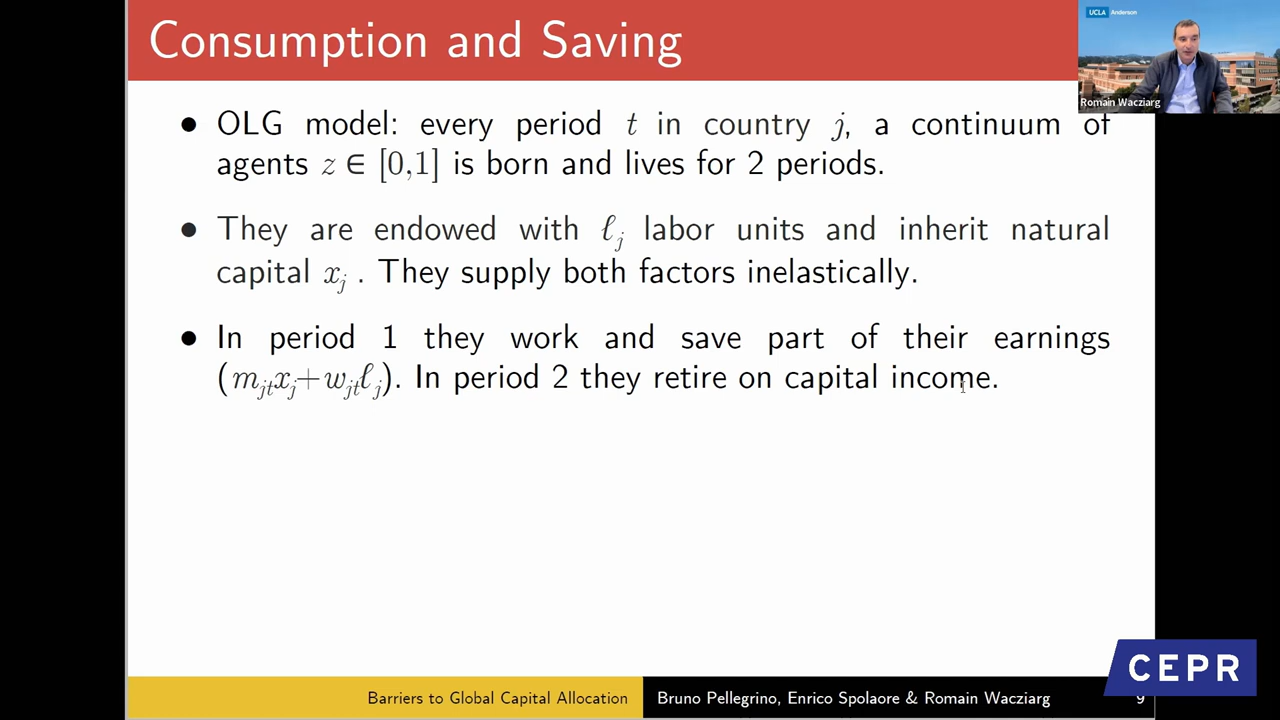 Consumption and Saving
UCLA Anderson
Romain Wacziarg
● OLG model: every period t in country j, a continuum of
agents z ∈ [0,1] is born and lives for 2 periods.
● They are endowed with ℓj labor units and inherit natural
capital xj . They supply both factors inelastically.
● In period 1 they work and save part of their earnings
(mjtxj+wjtℓj). In period 2 they retire on capital income.
CEPR
Barriers to Global Capital Allocation
Bruno Pellegrino, Enrico Spolaore & Romain Wacziarg
9